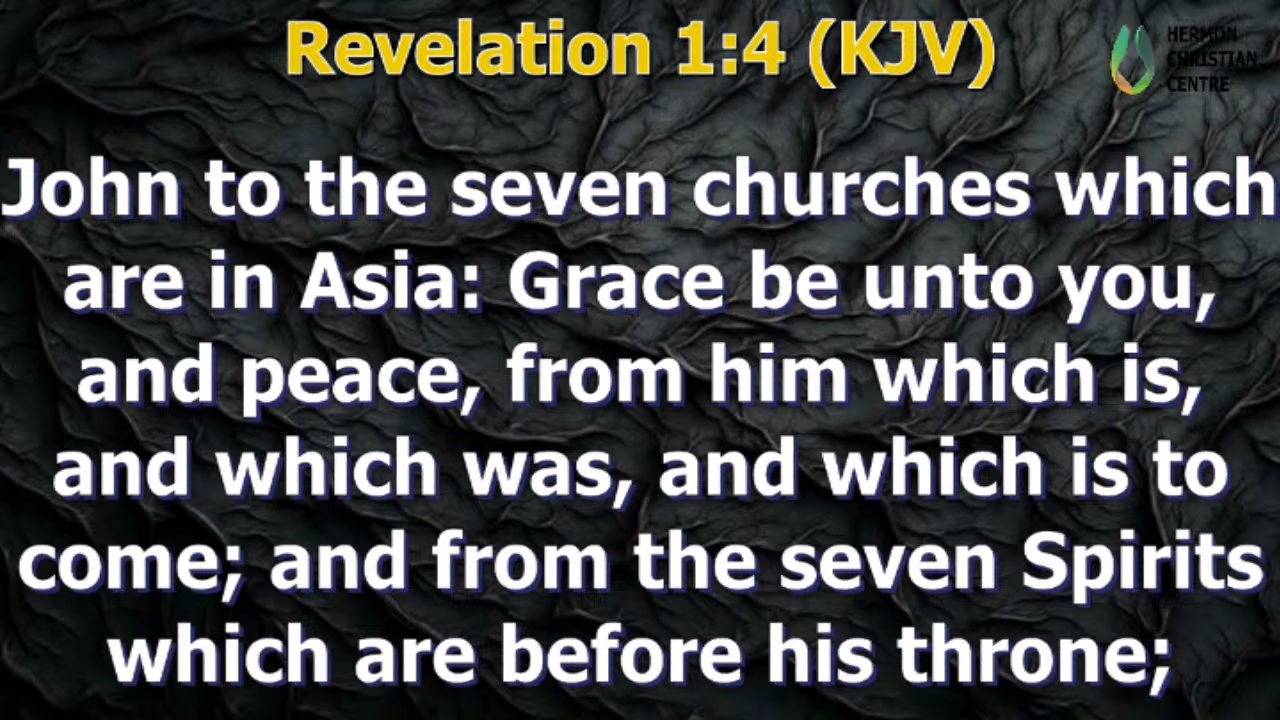 Revelation 1:4 (KJV)
HERMON
CHRISTIAN
CENTRE
John to the seven churches which
are in Asia: Grace be unto you,
and peace, from him which is,
and which was, and which is to
come; and from the seven Spirits
which are before his throne;